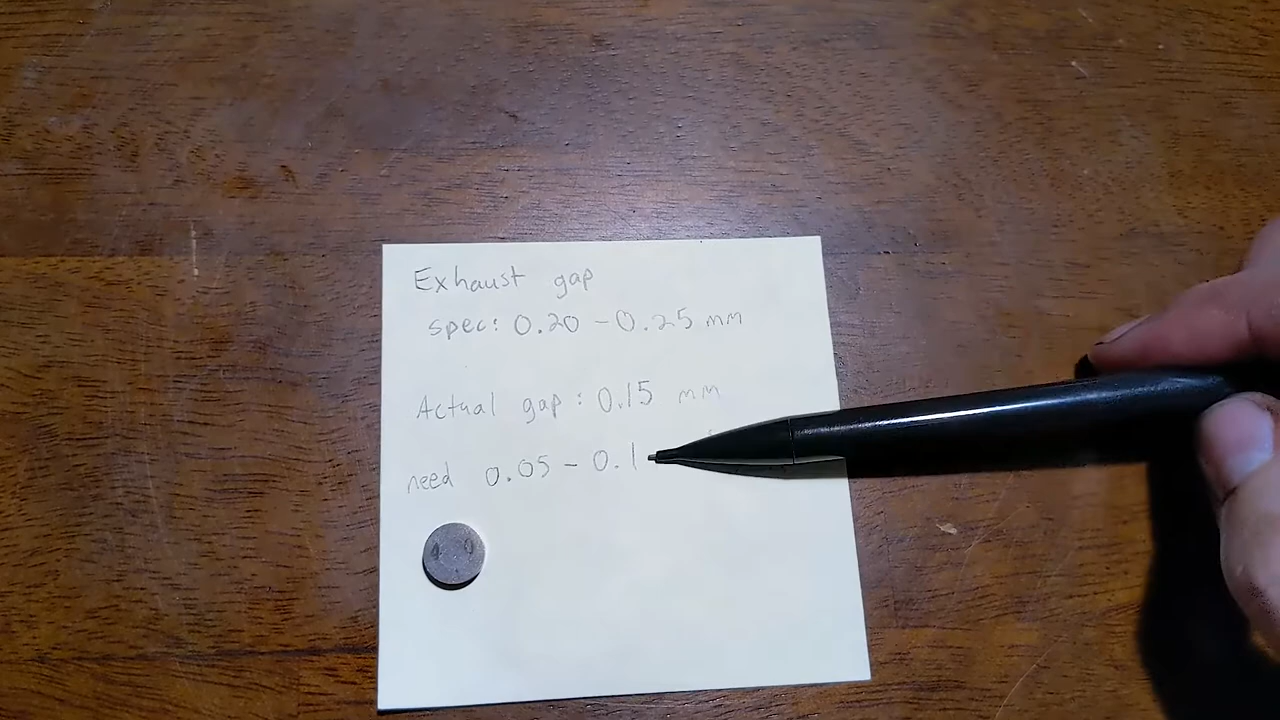 Exhaust gap
spec: 0.20 - 0.25 mm
Actual gap: 0.15 mm
need 0.05 - 0.1